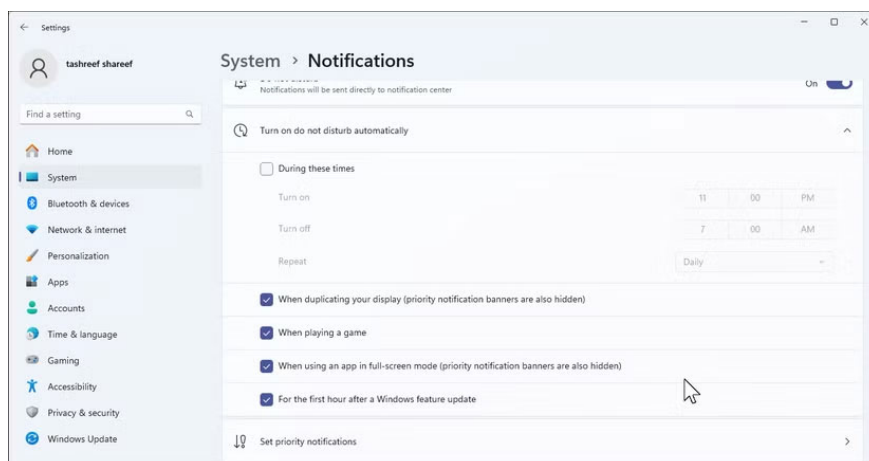 Settings
tashreef shareef
Find a setting
Home
System
Bluetooth & devices
Network & internet
Personalization
Apps
Accounts
Time & language
Gaming
Accessibility
Privacy & security
Windows Update
System > Notifications
Notifications will be sent directly to notification center
On
Turn on do not disturb automatically
During these times
Turn on 11 00 PM
Turn off 7 00 AM
Repeat Daily
When duplicating your display (priority notification banners are also hidden)
When playing a game
When using an app in full-screen mode (priority notification banners are also hidden)
For the first hour after a Windows feature update
Set priority notifications